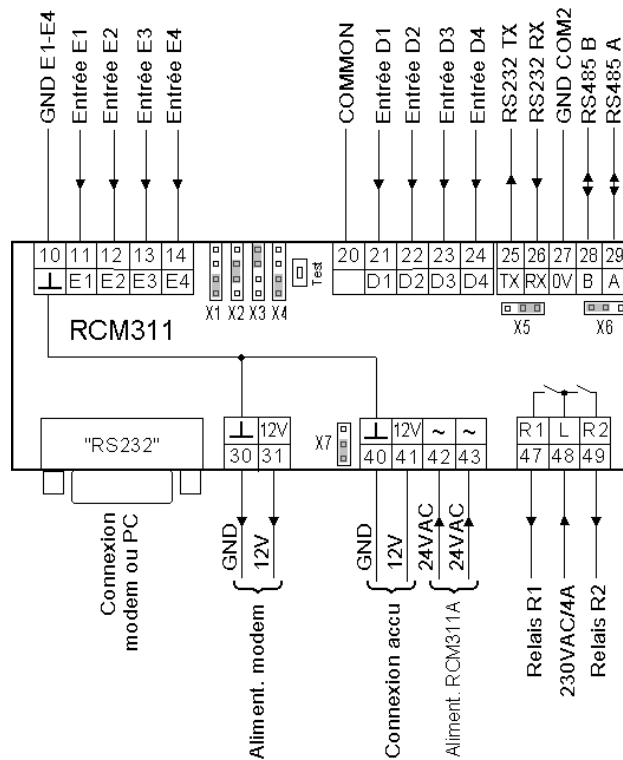 GND E1-E4
Entrée E1
Entrée E2
Entrée E3
Entrée E4
COMMON
Entrée D1
Entrée D2
Entrée D3
Entrée D4
RS232 TX
RS232 RX
GND COM2
RS485 B
RS485 A
10 11 12 13 14
E1 E2 E3 E4
X1 X2 X3 X4
Test
20 21 22 23 24 25 26 27 28 29
D1 D2 D3 D4 TX RX 0V B A
X5
X6
RCM311
"RS232"
12V
30 31
X7
12V ~ ~
40 41 42 43
R1 L R2
47 48 49
Connexion
modem ou PC
GND
12V
Aliment. modem
GND
12V
Connexion accu
24VAC
24VAC
Aliment. RCM311A
Relais R1
230VAC/4A
Relais R2